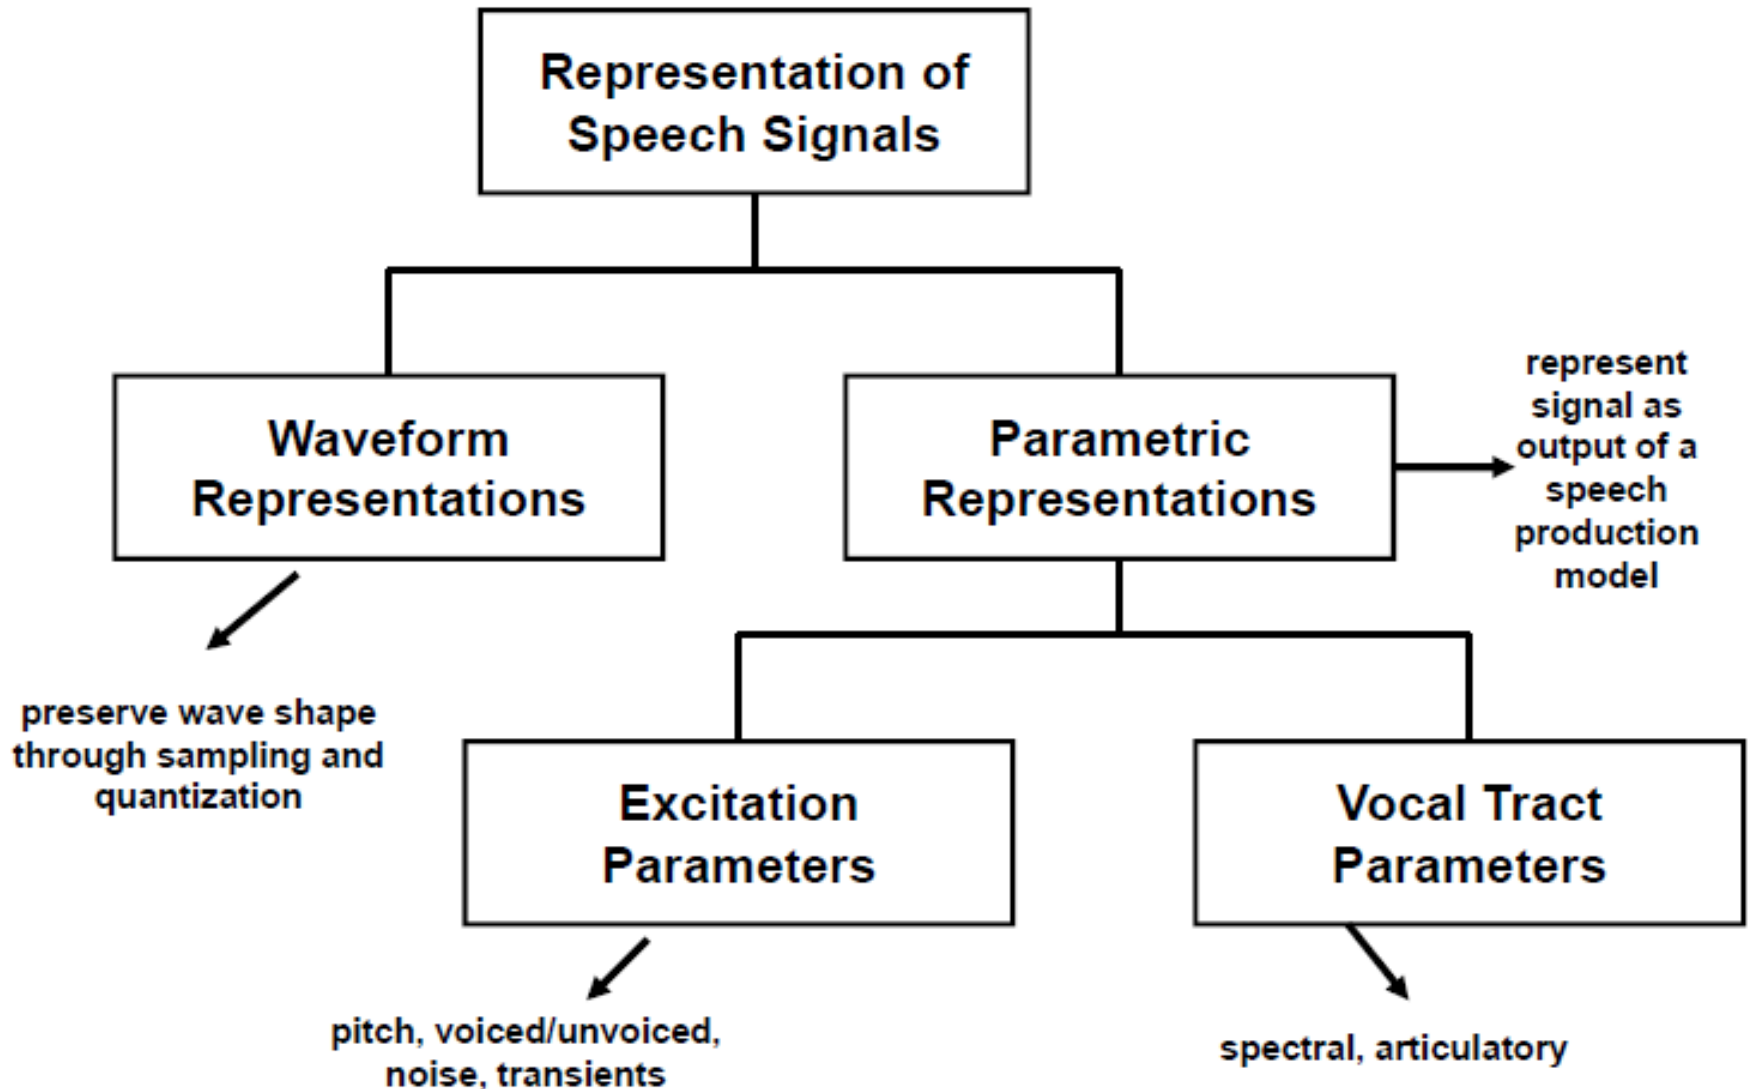 Representation of
Speech Signals
Waveform
Representations
Parametric
Representations
represent
signal as
output of a
speech
production
model
preserve wave shape
through sampling and
quantization
Excitation
Parameters
Vocal Tract
Parameters
pitch, voiced/unvoiced,
noise, transients
spectral, articulatory